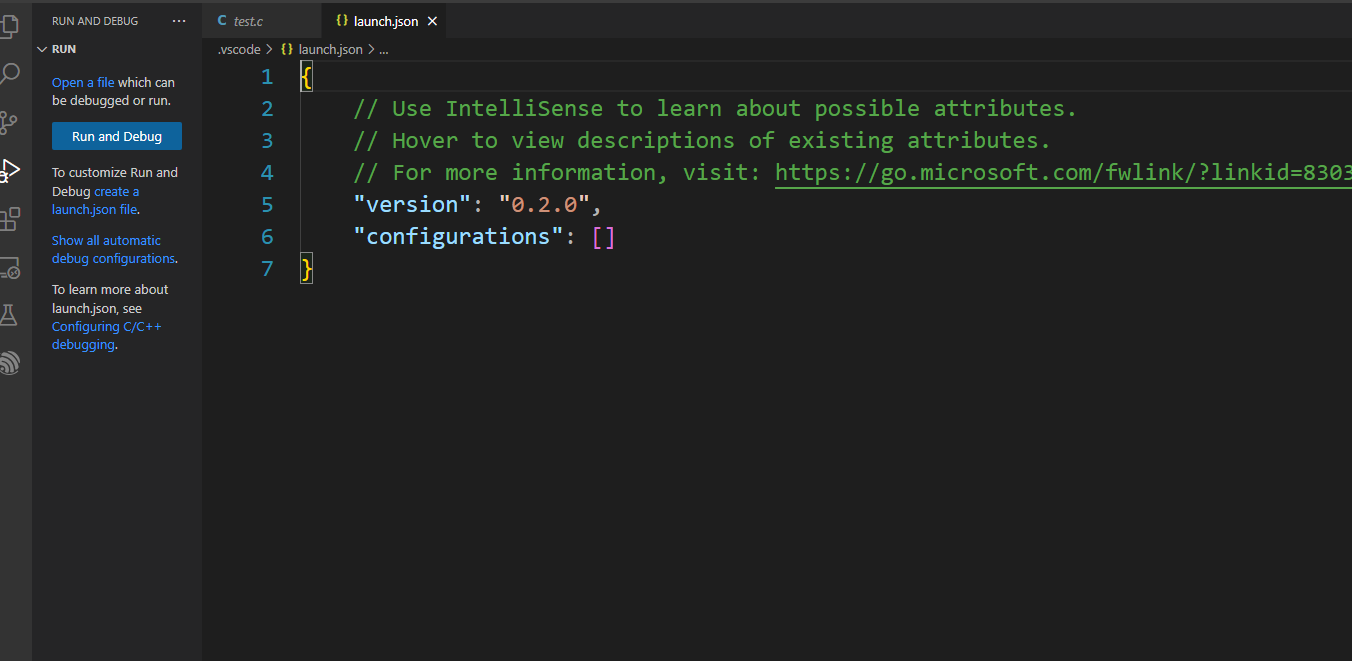 RUN AND DEBUG ...
RUN
Open a file which can
be debugged or run.
Run and Debug
To customize Run and
Debug create a
launch.json file.
Show all automatic
debug configurations.
To learn more about
launch.json, see
Configuring C/C++
debugging.
C test.c {} launch.json ×
.vscode > {} launch.json > ...
1 {
2 // Use IntelliSense to learn about possible attributes.
3 // Hover to view descriptions of existing attributes.
4 // For more information, visit: https://go.microsoft.com/fwlink/?linkid=8303
5 "version": "0.2.0",
6 "configurations": []
7 }